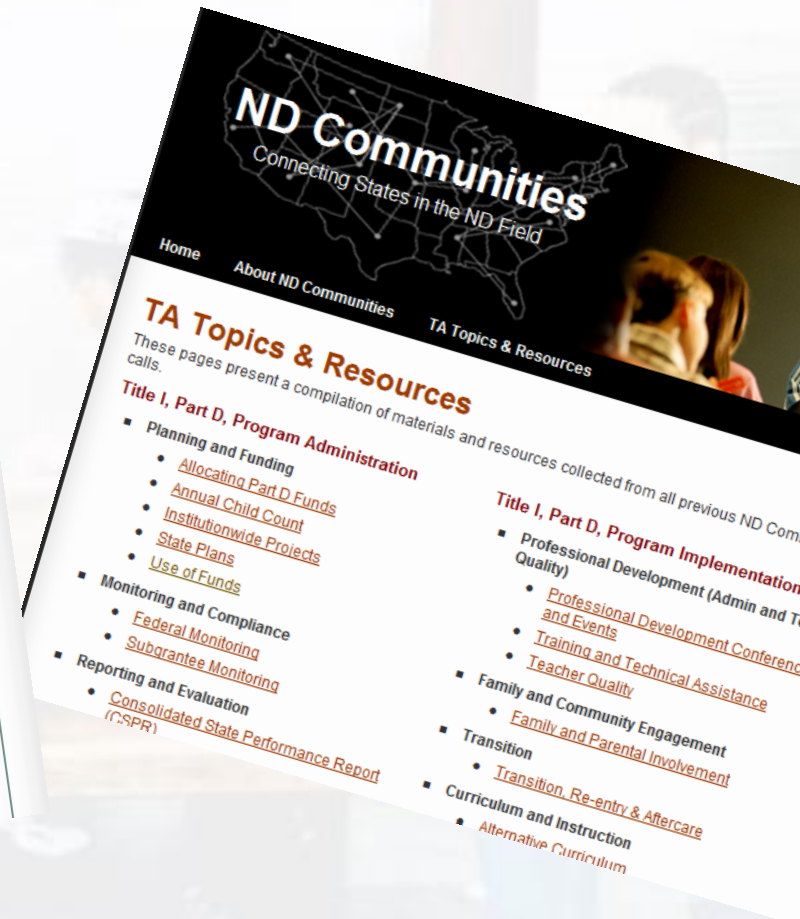 ND Communities
Connecting States in the ND Field
Home
About ND Communities
TA Topics & Resources
TA Topics & Resources
These pages present a compilation of materials and resources collected from all previous ND
calls.
Title I, Part D, Program Administration
Planning and Funding
Allocating Part D Funds
Annual Child Count
Institutionwide Projects
State Plans
Use of Funds
Monitoring and Compliance
Federal Monitoring
Subgrantee Monitoring
Reporting and Evaluation
Consolidated State Performance Report
(CSPR)
Title I, Part D, Program Implementation
Professional Development (Admin and
Quality)
Professional Development
and Events
Training and Technical Assistance
Teacher Quality
Family and Community Engagement
Family and Parental Involvement
Transition
Transition, Re-entry & Aftercare
Curriculum and Instruction
Alternative Curriculum